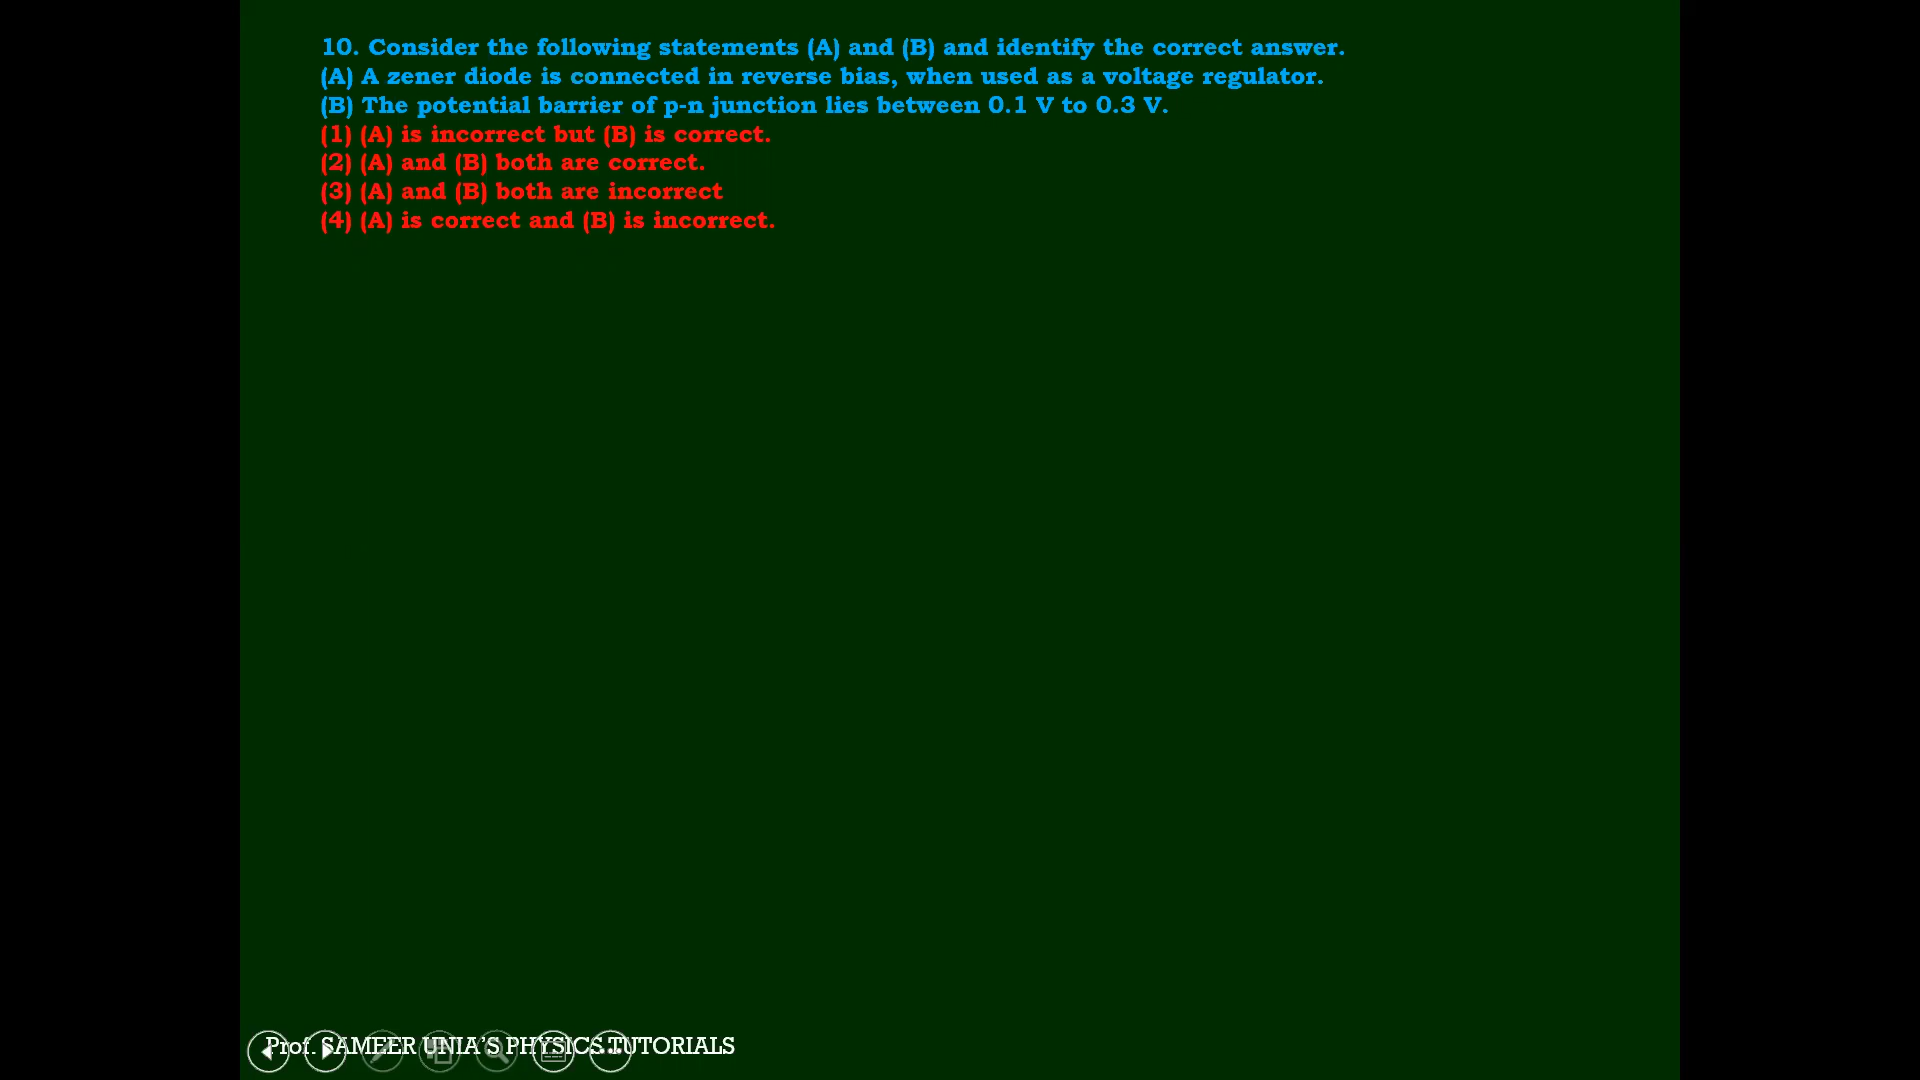 10. Consider the following statements (A) and (B) and identify the correct answer.
(A) A zener diode is connected in reverse bias, when used as a voltage regulator.
(B) The potential barrier of p-n junction lies between 0.1 V to 0.3 V.
(1) (A) is incorrect but (B) is correct.
(2) (A) and (B) both are correct.
(3) (A) and (B) both are incorrect
(4) (A) is correct and (B) is incorrect.
Prof. SAMEER UNIA’S PHYSICS TUTORIALS